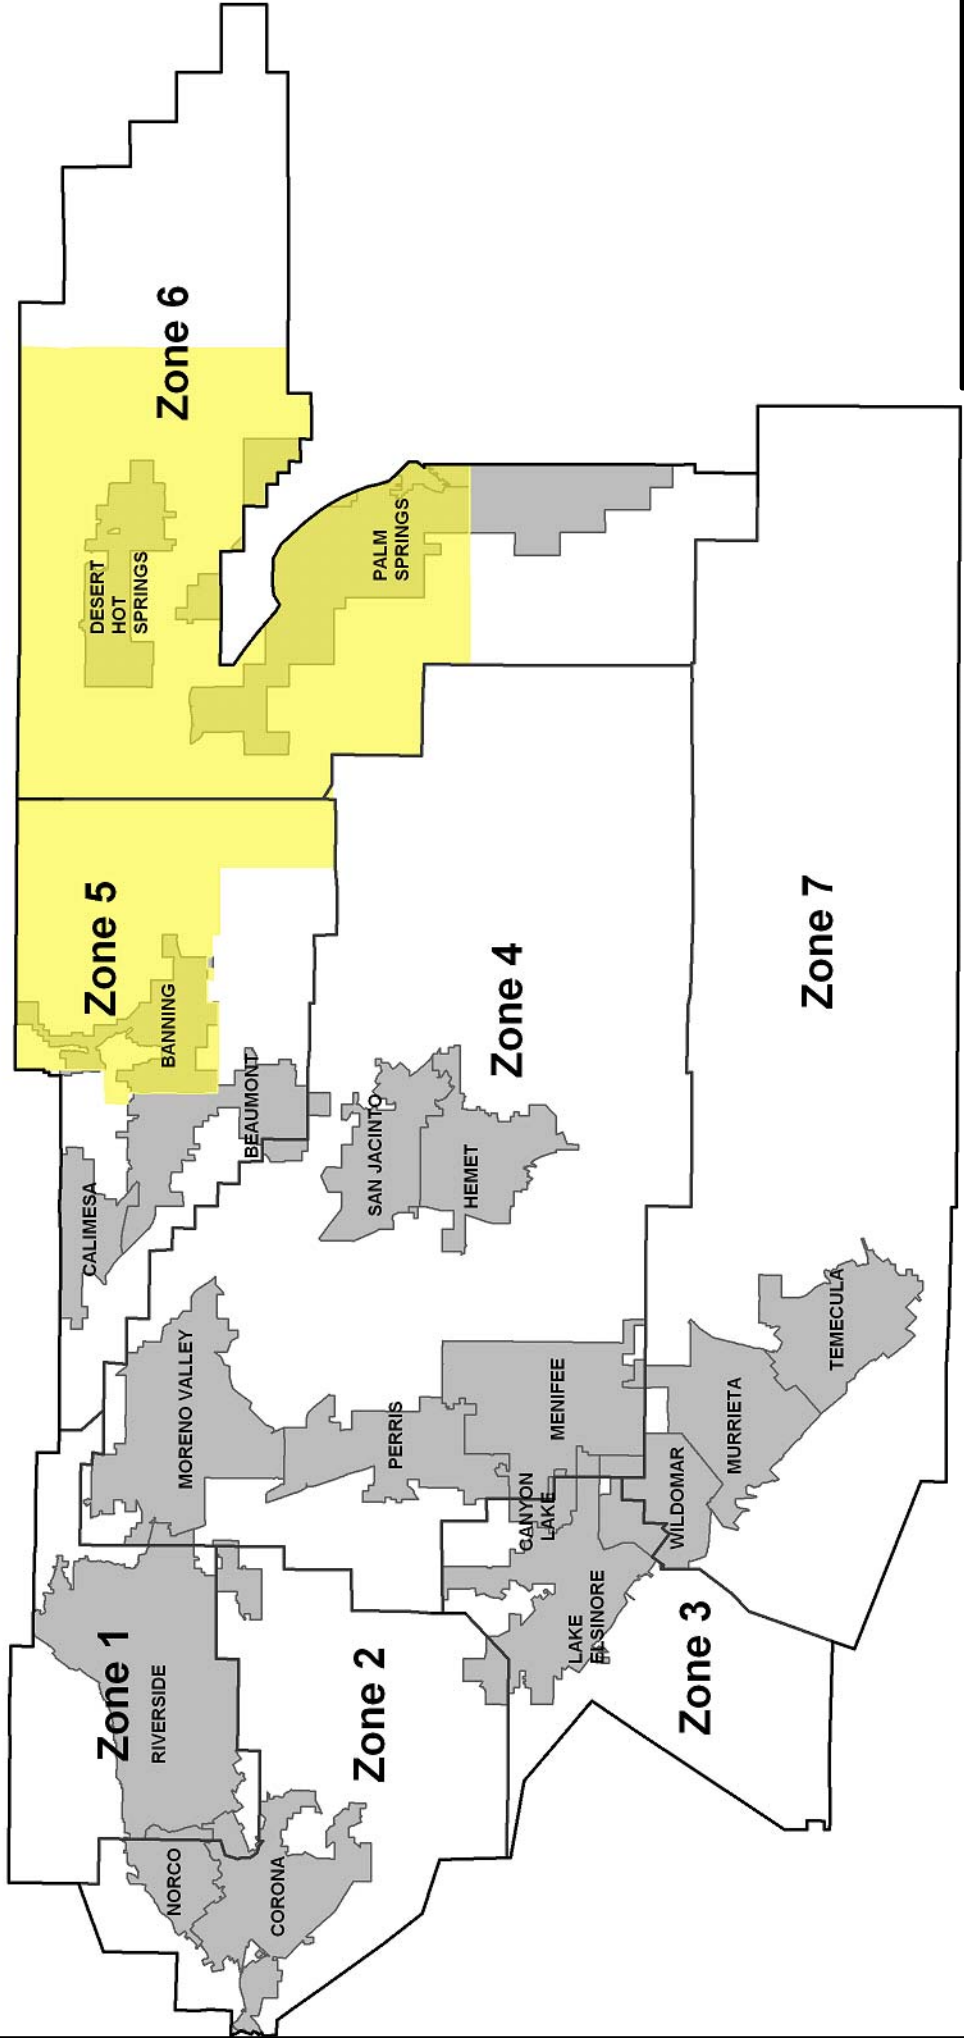 Zone 1
RIVERSIDE
NORCO
CORONA
Zone 2
Zone 3
LAKE
ELSINORE
CANYON
LAKE
WILDOMAR
MURRIETA
TEMECULA
MENIFEE
PERRIS
MORENO VALLEY
CALIMESA
BEAUMONT
SAN JACINTO
HEMET
Zone 4
Zone 5
BANNING
Zone 6
DESERT
HOT
SPRINGS
PALM
SPRINGS
Zone 7